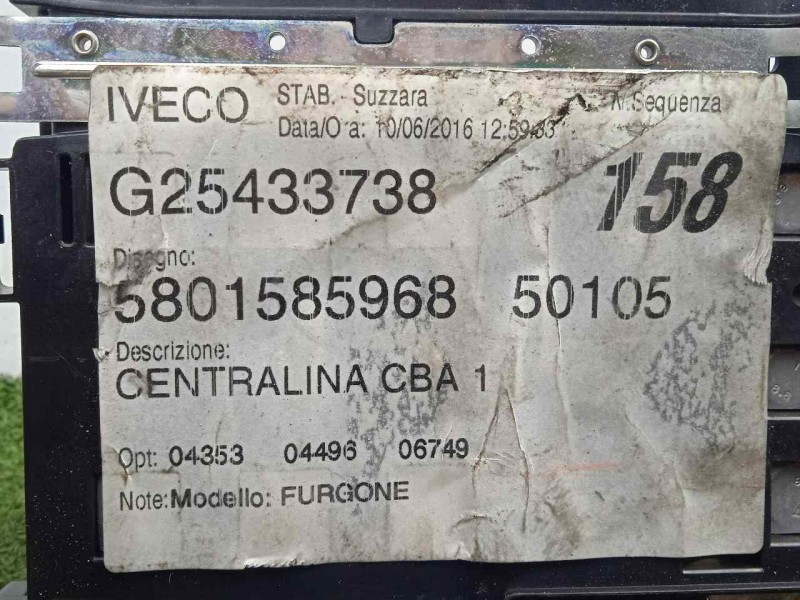 IVECO STAB. - Suzzara N. Sequenza
Data/Ora: 10/06/2016 12:59:33
G25433738 158
Disegno:
5801585968 50105
Descrizione:
CENTRALINA CBA 1
Opt: 04353 04496 06749
Note: Modello: FURGONE